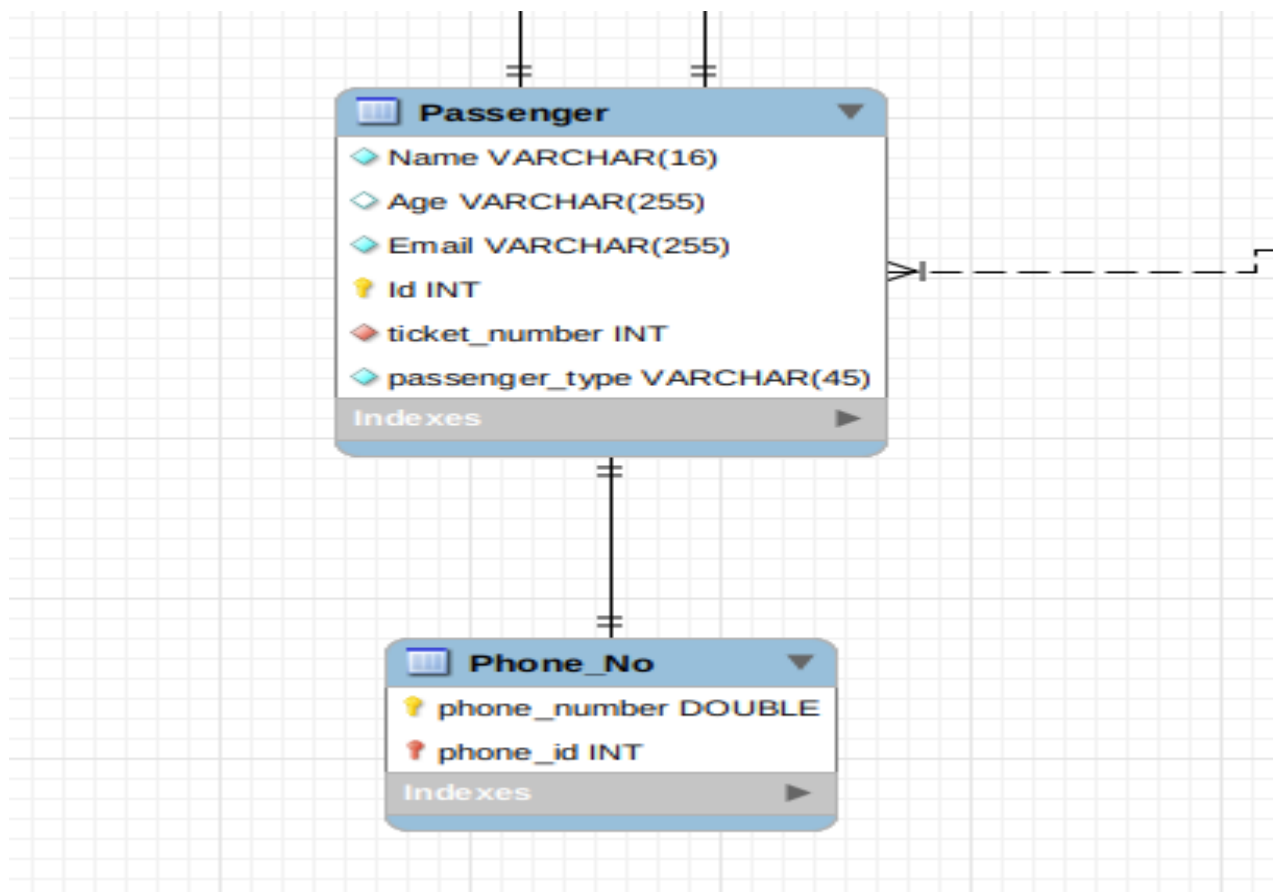 Passenger
Name VARCHAR(16)
Age VARCHAR(255)
Email VARCHAR(255)
Id INT
ticket_number INT
passenger_type VARCHAR(45)
Indexes
Phone_No
phone_number DOUBLE
phone_id INT
Indexes